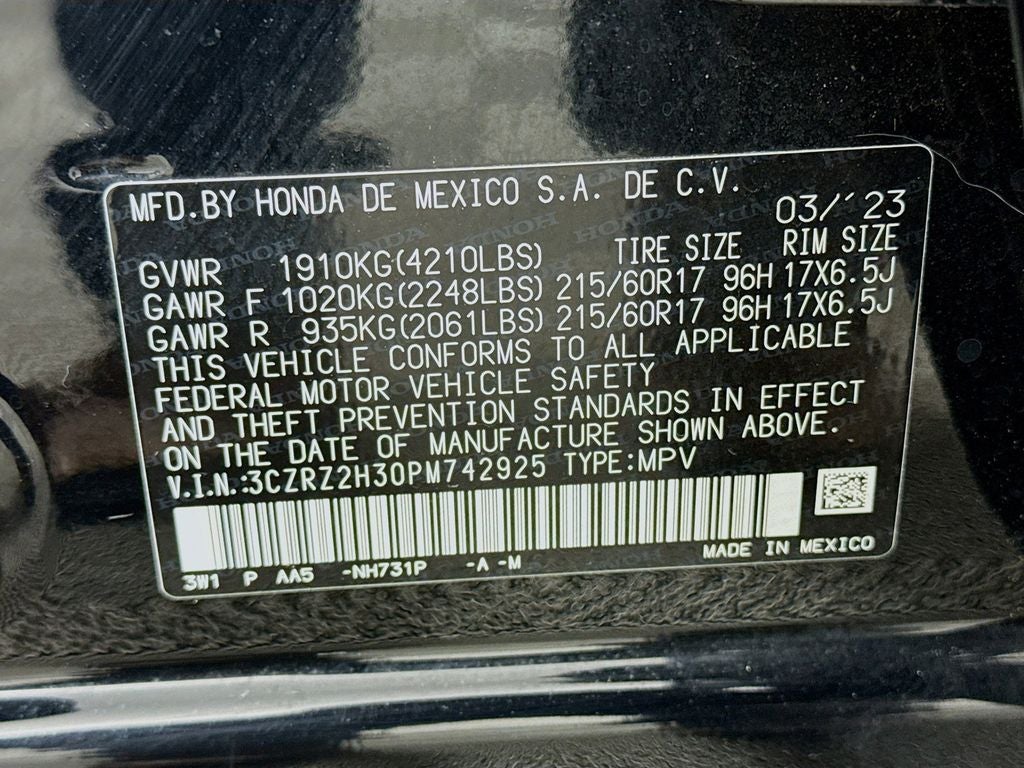 MFD.BY HONDA DE MEXICO S.A. DE C.V.
03/'23
GVWR 1910KG(4210LBS) TIRE SIZE RIM SIZE
GAWR F 1020KG(2248LBS) 215/60R17 96H 17X6.5J
GAWR R 935KG(2061LBS) 215/60R17 96H 17X6.5J
THIS VEHICLE CONFORMS TO ALL APPLICABLE
FEDERAL MOTOR VEHICLE SAFETY
AND THEFT PREVENTION STANDARDS IN EFFECT
ON THE DATE OF MANUFACTURE SHOWN ABOVE.
V.I.N.:3CZRZ2H30PM742925 TYPE:MPV
3W1 P AA5 -NH731P -A -M MADE IN MEXICO